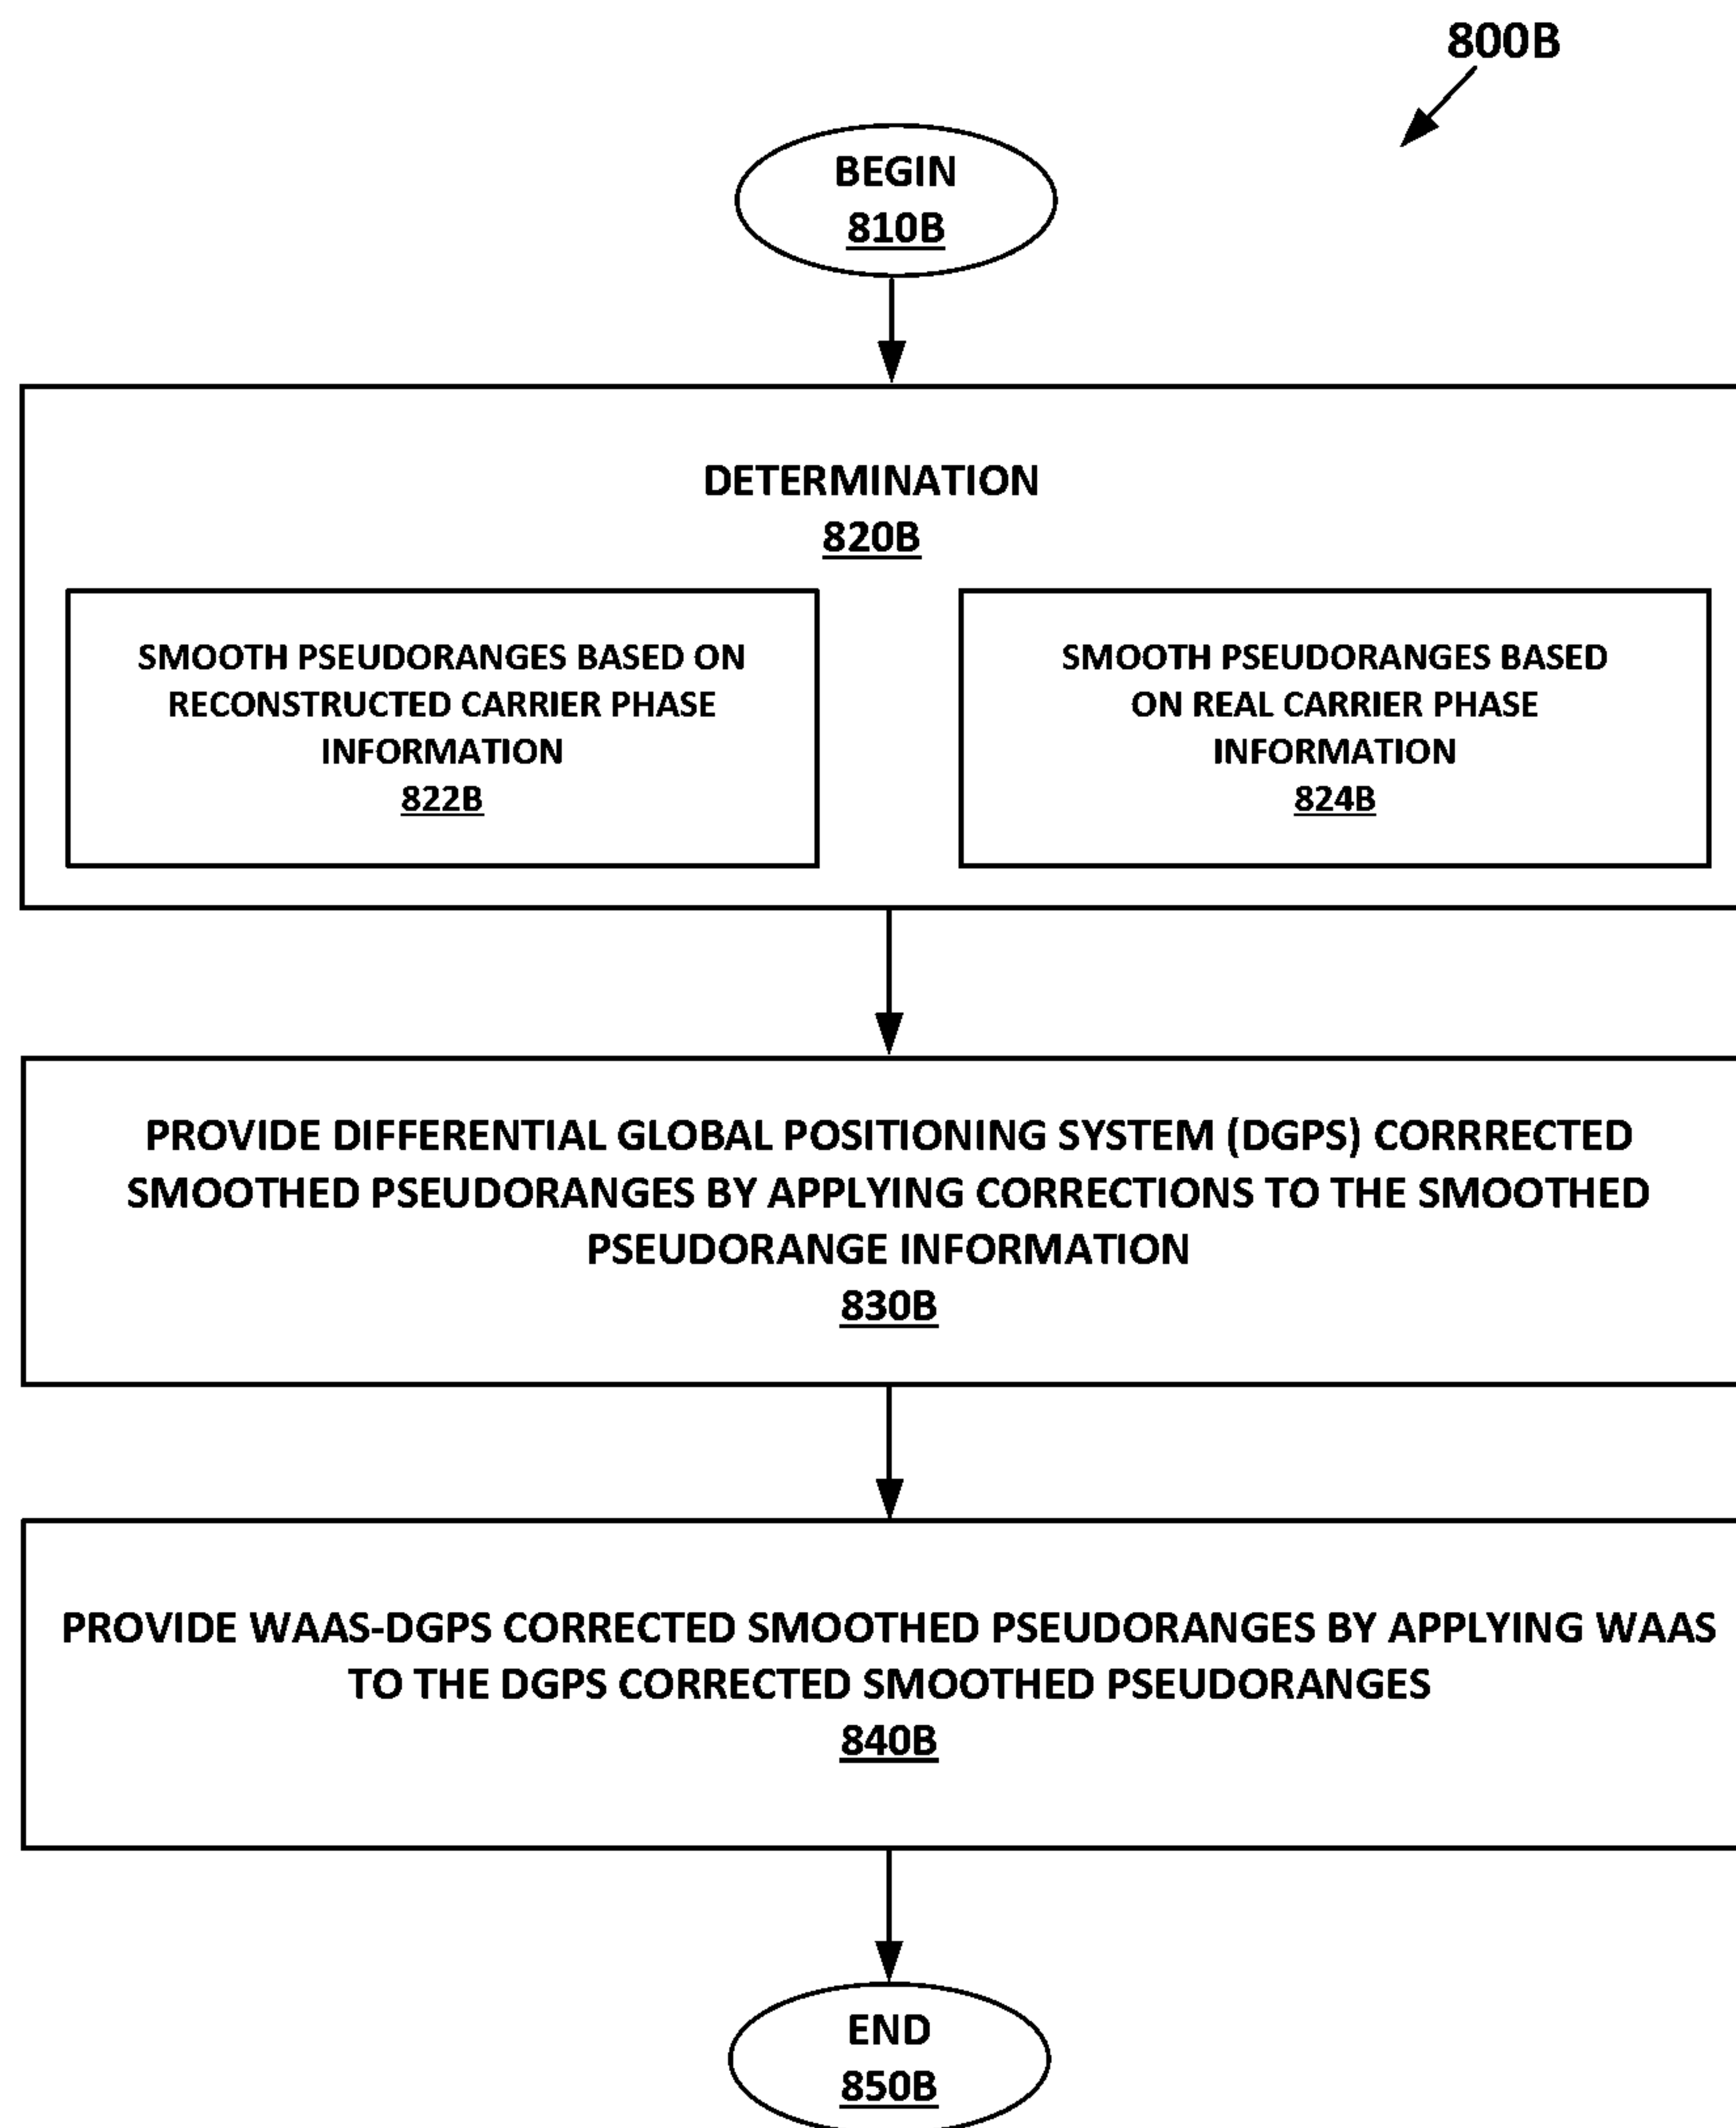 800B
BEGIN
810B
DETERMINATION
820B
SMOOTH PSEUDORANGES BASED ON
RECONSTRUCTED CARRIER PHASE
INFORMATION
822B
SMOOTH PSEUDORANGES BASED
ON REAL CARRIER PHASE
INFORMATION
824B
PROVIDE DIFFERENTIAL GLOBAL POSITIONING SYSTEM (DGPS) CORRRECTED
SMOOTHED PSEUDORANGES BY APPLYING CORRECTIONS TO THE SMOOTHED
PSEUDORANGE INFORMATION
830B
PROVIDE WAAS-DGPS CORRECTED SMOOTHED PSEUDORANGES BY APPLYING WAAS
TO THE DGPS CORRECTED SMOOTHED PSEUDORANGES
840B
END
850B